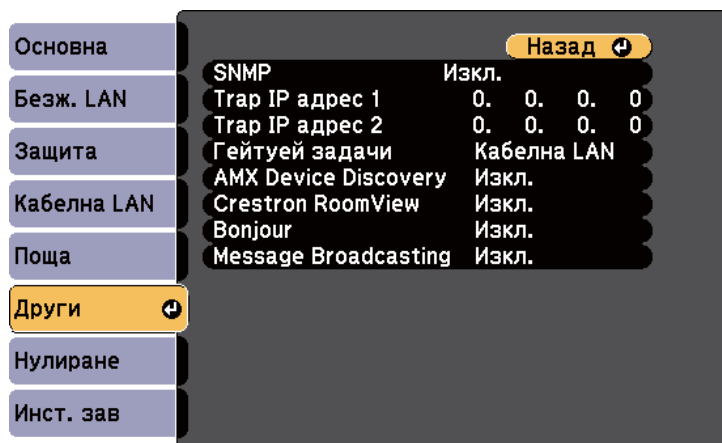 Основна
Безж. LAN
Защита
Кабелна LAN
Поща
Други
Нулиране
Инст. зав
Назад
SNMP Изкл.
Trap IP адрес 1 0. 0. 0. 0
Trap IP адрес 2 0. 0. 0. 0
Гейтуей задачи Кабелна LAN
AMX Device Discovery Изкл.
Crestron RoomView Изкл.
Bonjour Изкл.
Message Broadcasting Изкл.